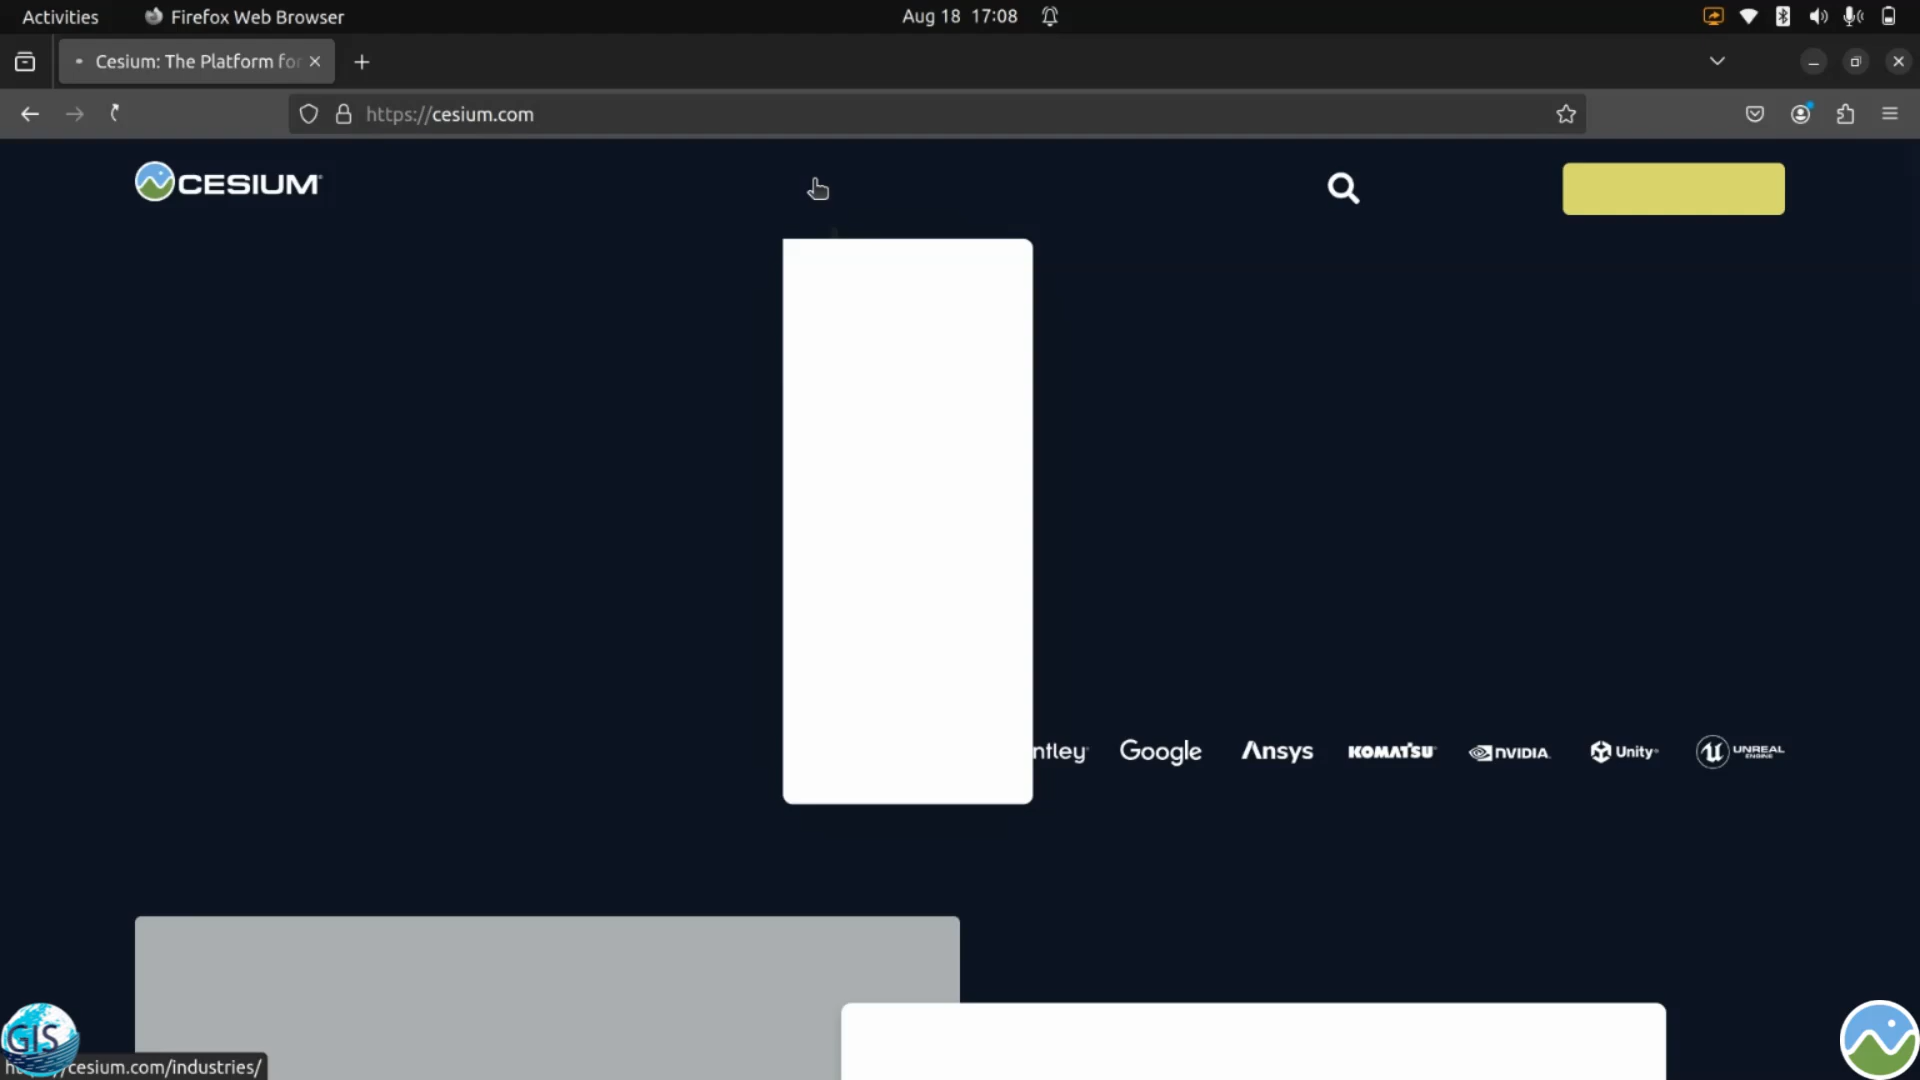 Activities Firefox Web Browser Aug 18 17:08
Cesium: The Platform for
https://cesium.com
CESIUM
ntley Google Ansys KOMATSU NVIDIA Unity UNREAL ENGINE
GIS
cesium.com/industries/